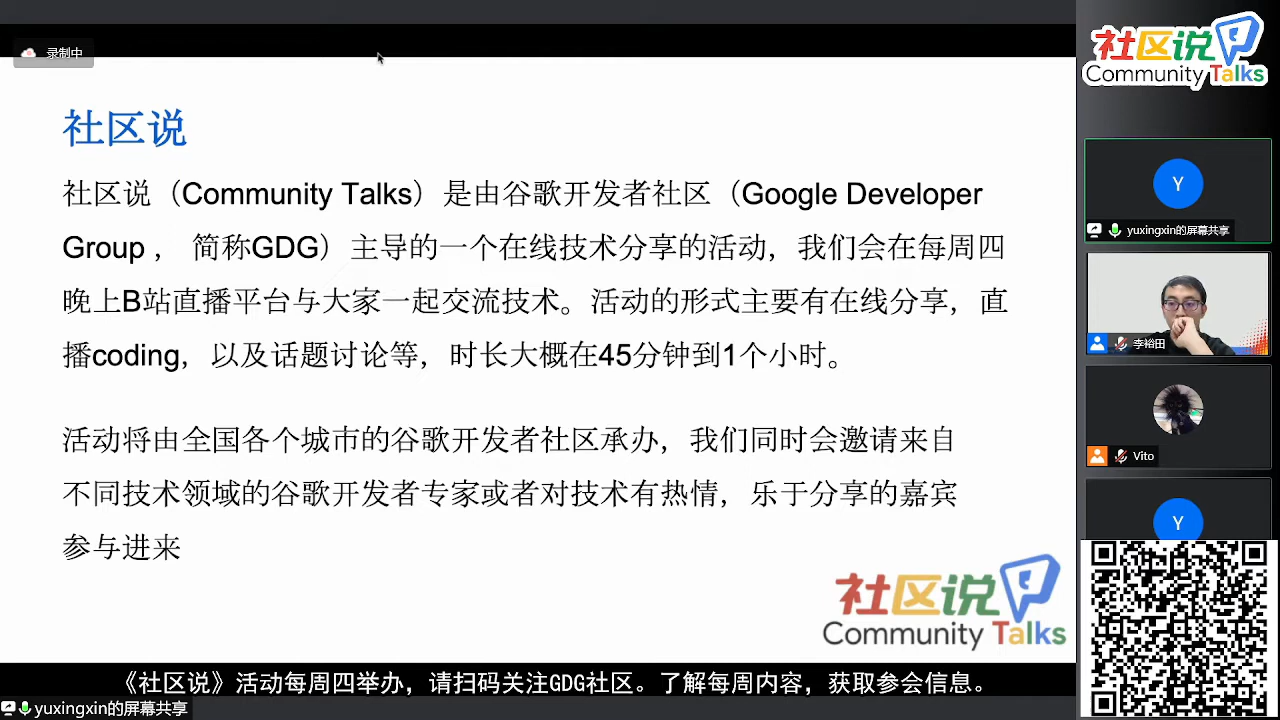 录制中
社区说
社区说（Community Talks）是由谷歌开发者社区（Google Developer
Group ， 简称GDG）主导的一个在线技术分享的活动，我们会在每周四
晚上B站直播平台与大家一起交流技术。活动的形式主要有在线分享，直
播coding，以及话题讨论等，时长大概在45分钟到1个小时。
活动将由全国各个城市的谷歌开发者社区承办，我们同时会邀请来自
不同技术领域的谷歌开发者专家或者对技术有热情，乐于分享的嘉宾
参与进来
社区说
Community Talks
《社区说》活动每周四举办，请扫码关注GDG社区。了解每周内容，获取参会信息。
yuxingxin的屏幕共享
社区说
Community Talks
Y
yuxingxin的屏幕共享
李裕田
Vito
Y